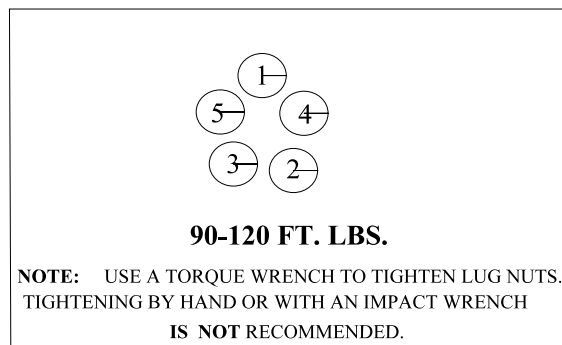 1
5 4
3 2
90-120 FT. LBS.
NOTE: USE A TORQUE WRENCH TO TIGHTEN LUG NUTS.
TIGHTENING BY HAND OR WITH AN IMPACT WRENCH
IS NOT RECOMMENDED.